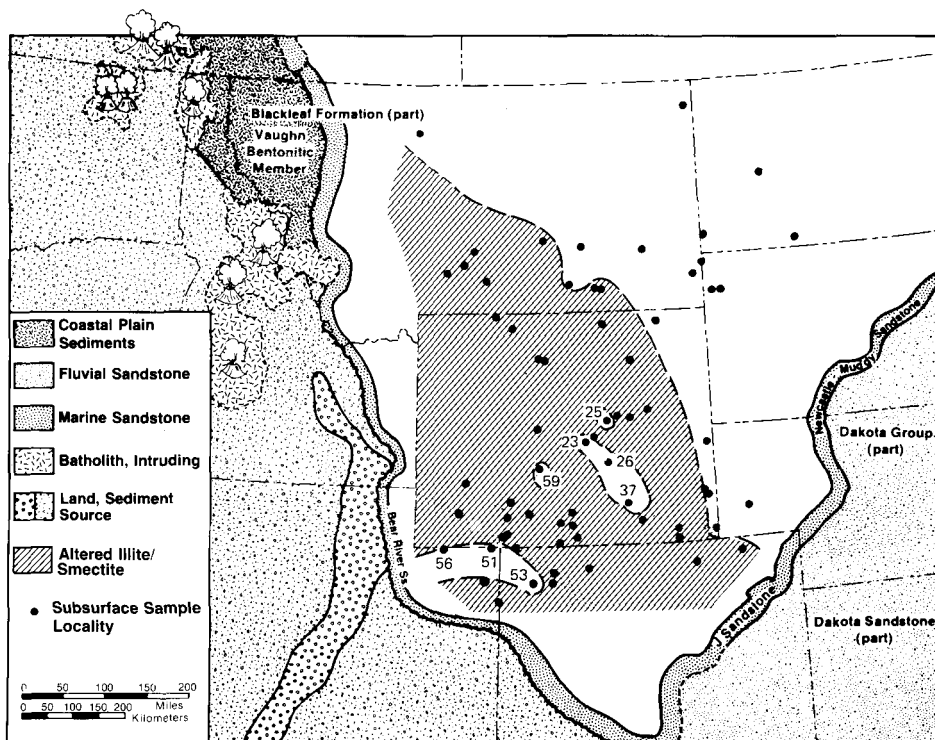 Blackleaf Formation (part)
Vaughn
Bentonitic
Member
Coastal Plain
Sediments
Fluvial Sandstone
Marine Sandstone
Batholith, Intruding
Land, Sediment
Source
Altered Illite/
Smectite
Subsurface Sample
Locality
0 50 100 150 200
Miles
0 50 100 150 200
Kilometers
25
23
26
59
37
56
51
53
Bear River Ss.
Newcastle Muddy Sandstone
Dakota Group
(part)
J Sandstone
Dakota Sandstone
(part)